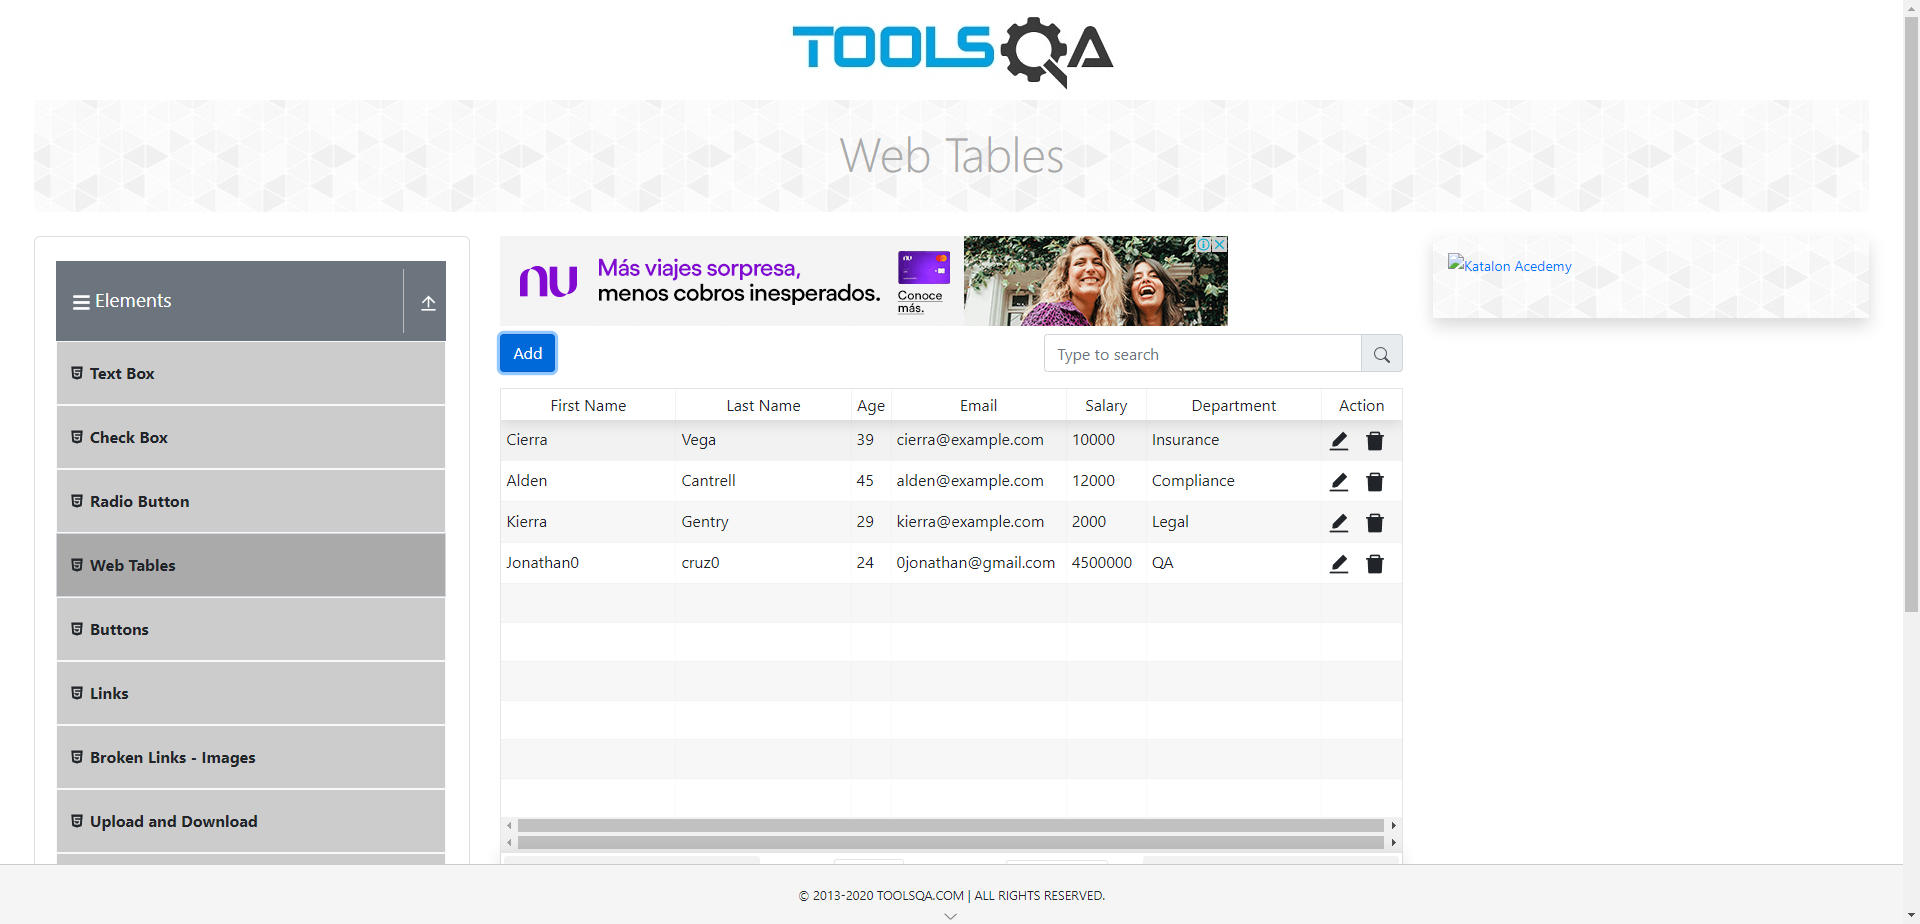 TOOLSQA
Web Tables
Elements
Text Box
Check Box
Radio Button
Web Tables
Buttons
Links
Broken Links - Images
Upload and Download
nu
Más viajes sorpresa,
menos cobros inesperados.
nu
Conoce
más.
Katalon Acedemy
Add
Type to search
First Name Last Name Age Email Salary Department Action
Cierra Vega 39 cierra@example.com 10000 Insurance
Alden Cantrell 45 alden@example.com 12000 Compliance
Kierra Gentry 29 kierra@example.com 2000 Legal
Jonathan0 cruz0 24 0jonathan@gmail.com 4500000 QA
© 2013-2020 TOOLSQA.COM | ALL RIGHTS RESERVED.